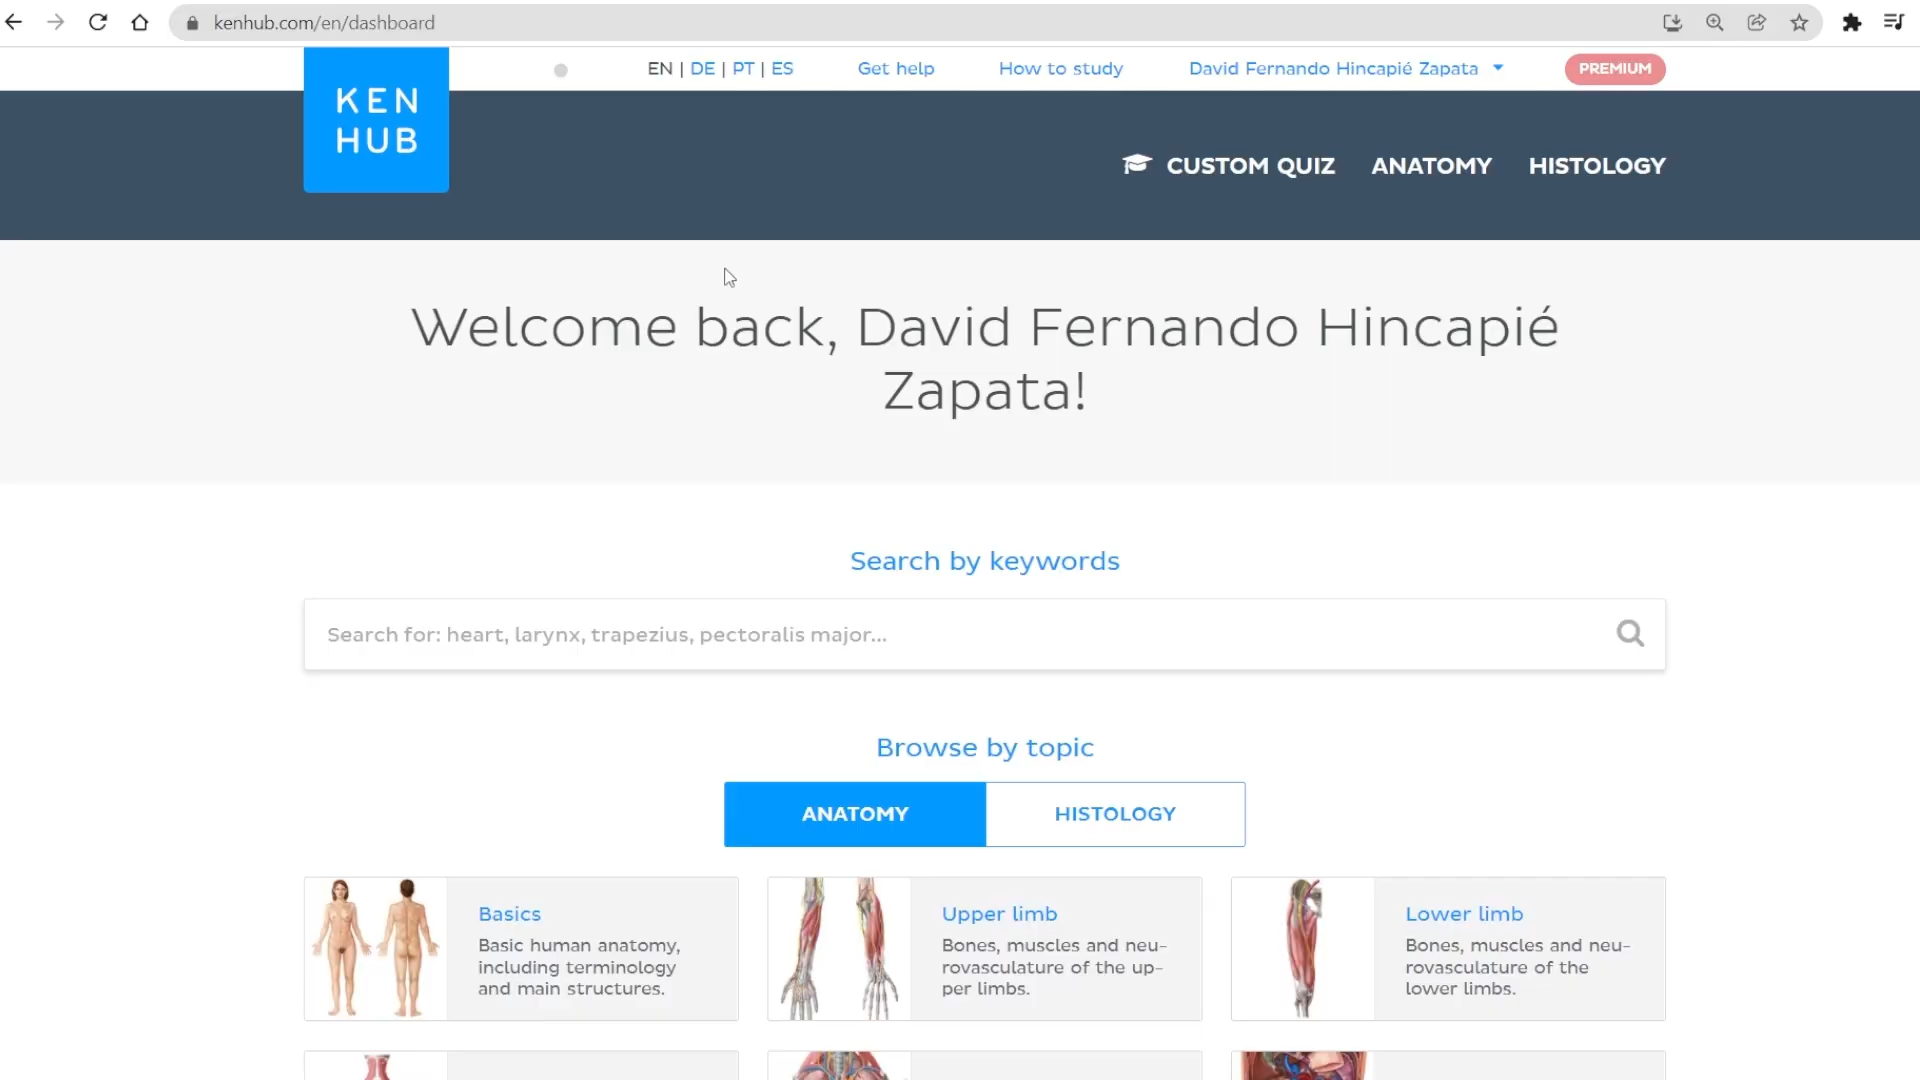 kenhub.com/en/dashboard
EN | DE | PT | ES
Get help
How to study
David Fernando Hincapié Zapata
PREMIUM
KEN
HUB
CUSTOM QUIZ
ANATOMY
HISTOLOGY
Welcome back, David Fernando Hincapié
Zapata!
Search by keywords
Search for: heart, larynx, trapezius, pectoralis major...
Browse by topic
ANATOMY
HISTOLOGY
Basics
Basic human anatomy,
including terminology
and main structures.
Upper limb
Bones, muscles and neu-
rovasculature of the up-
per limbs.
Lower limb
Bones, muscles and neu-
rovasculature of the
lower limbs.